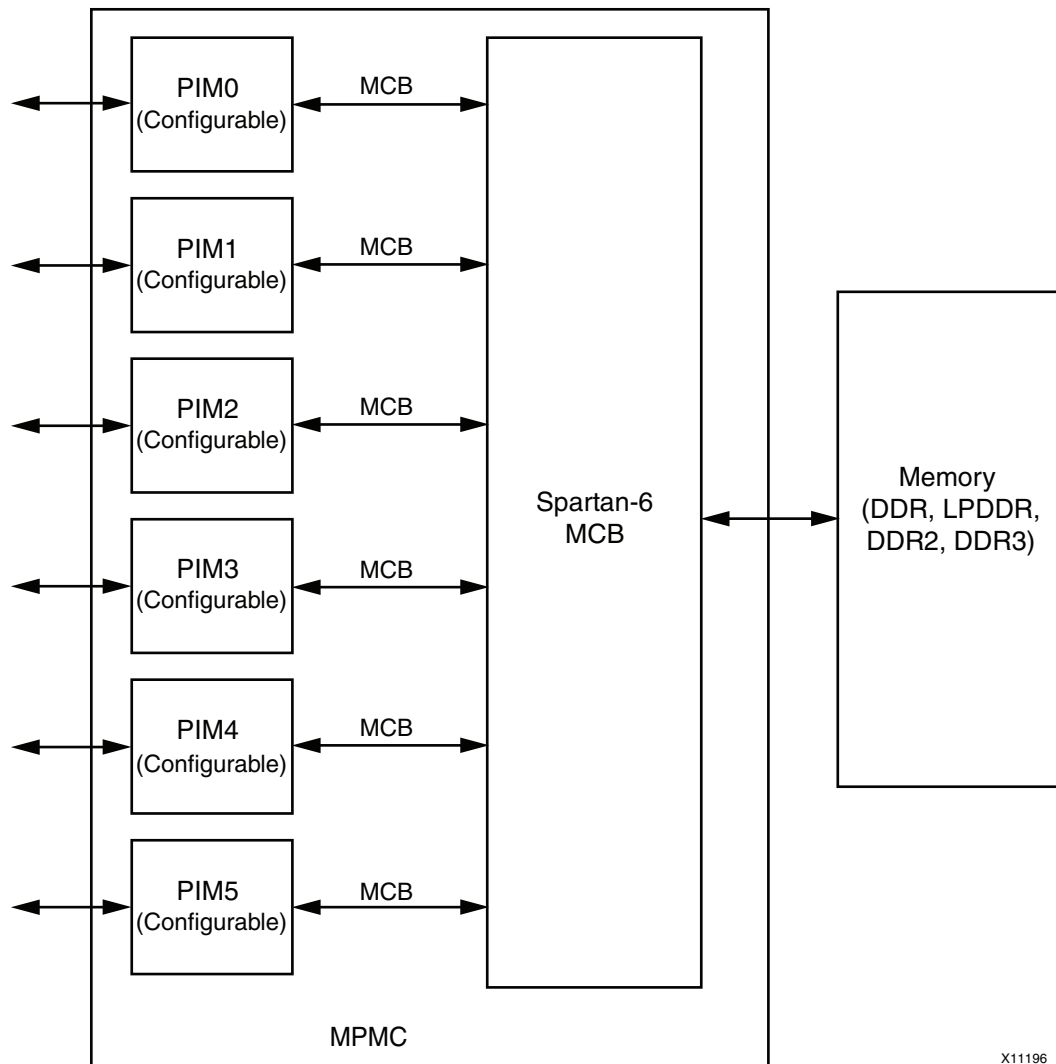 PIM0
(Configurable)
MCB
PIM1
(Configurable)
MCB
PIM2
(Configurable)
MCB
PIM3
(Configurable)
MCB
PIM4
(Configurable)
MCB
PIM5
(Configurable)
MCB
Spartan-6
MCB
Memory
(DDR, LPDDR,
DDR2, DDR3)
MPMC
X11196